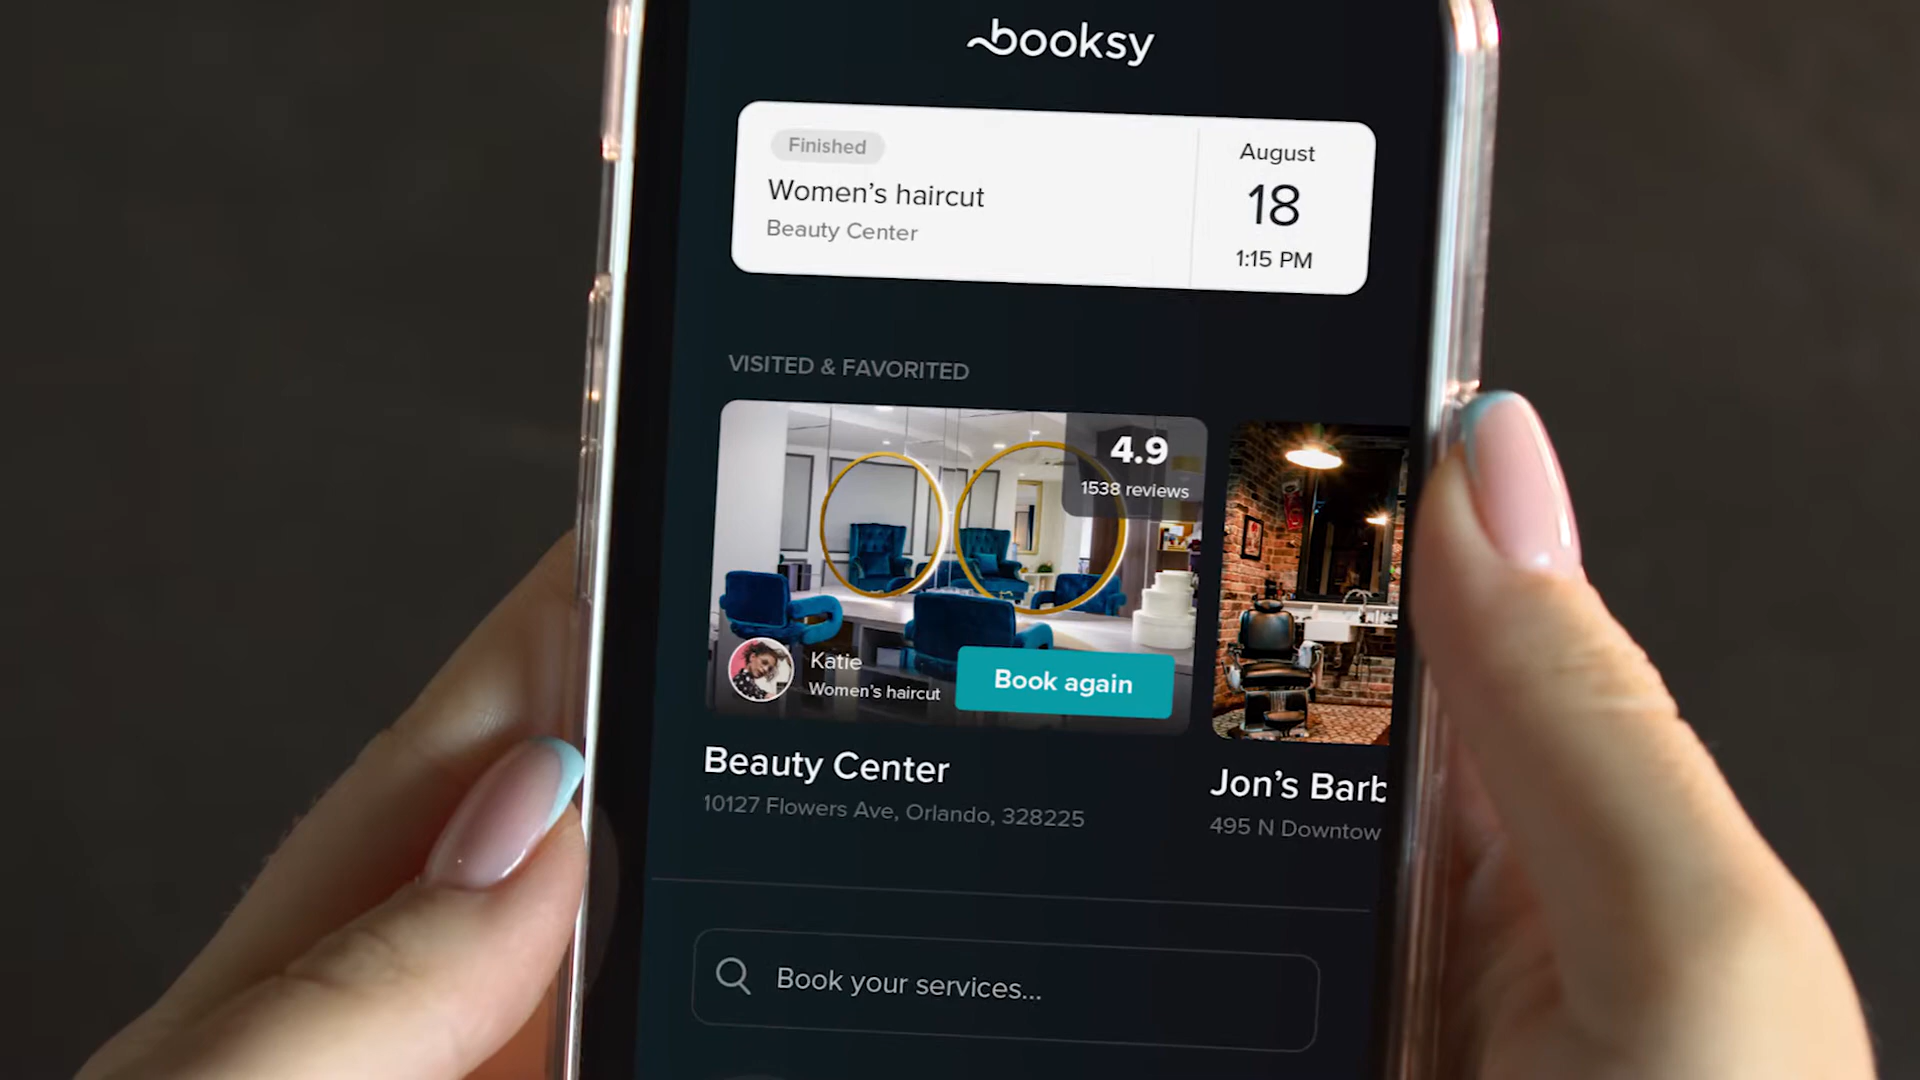 booksy
Finished
Women's haircut
Beauty Center
August
18
1:15 PM
VISITED & FAVORITED
4.9
1538 reviews
Katie
Women's haircut
Book again
Beauty Center
10127 Flowers Ave, Orlando, 328225
Jon's Barb
495 N Downtow
Book your services...